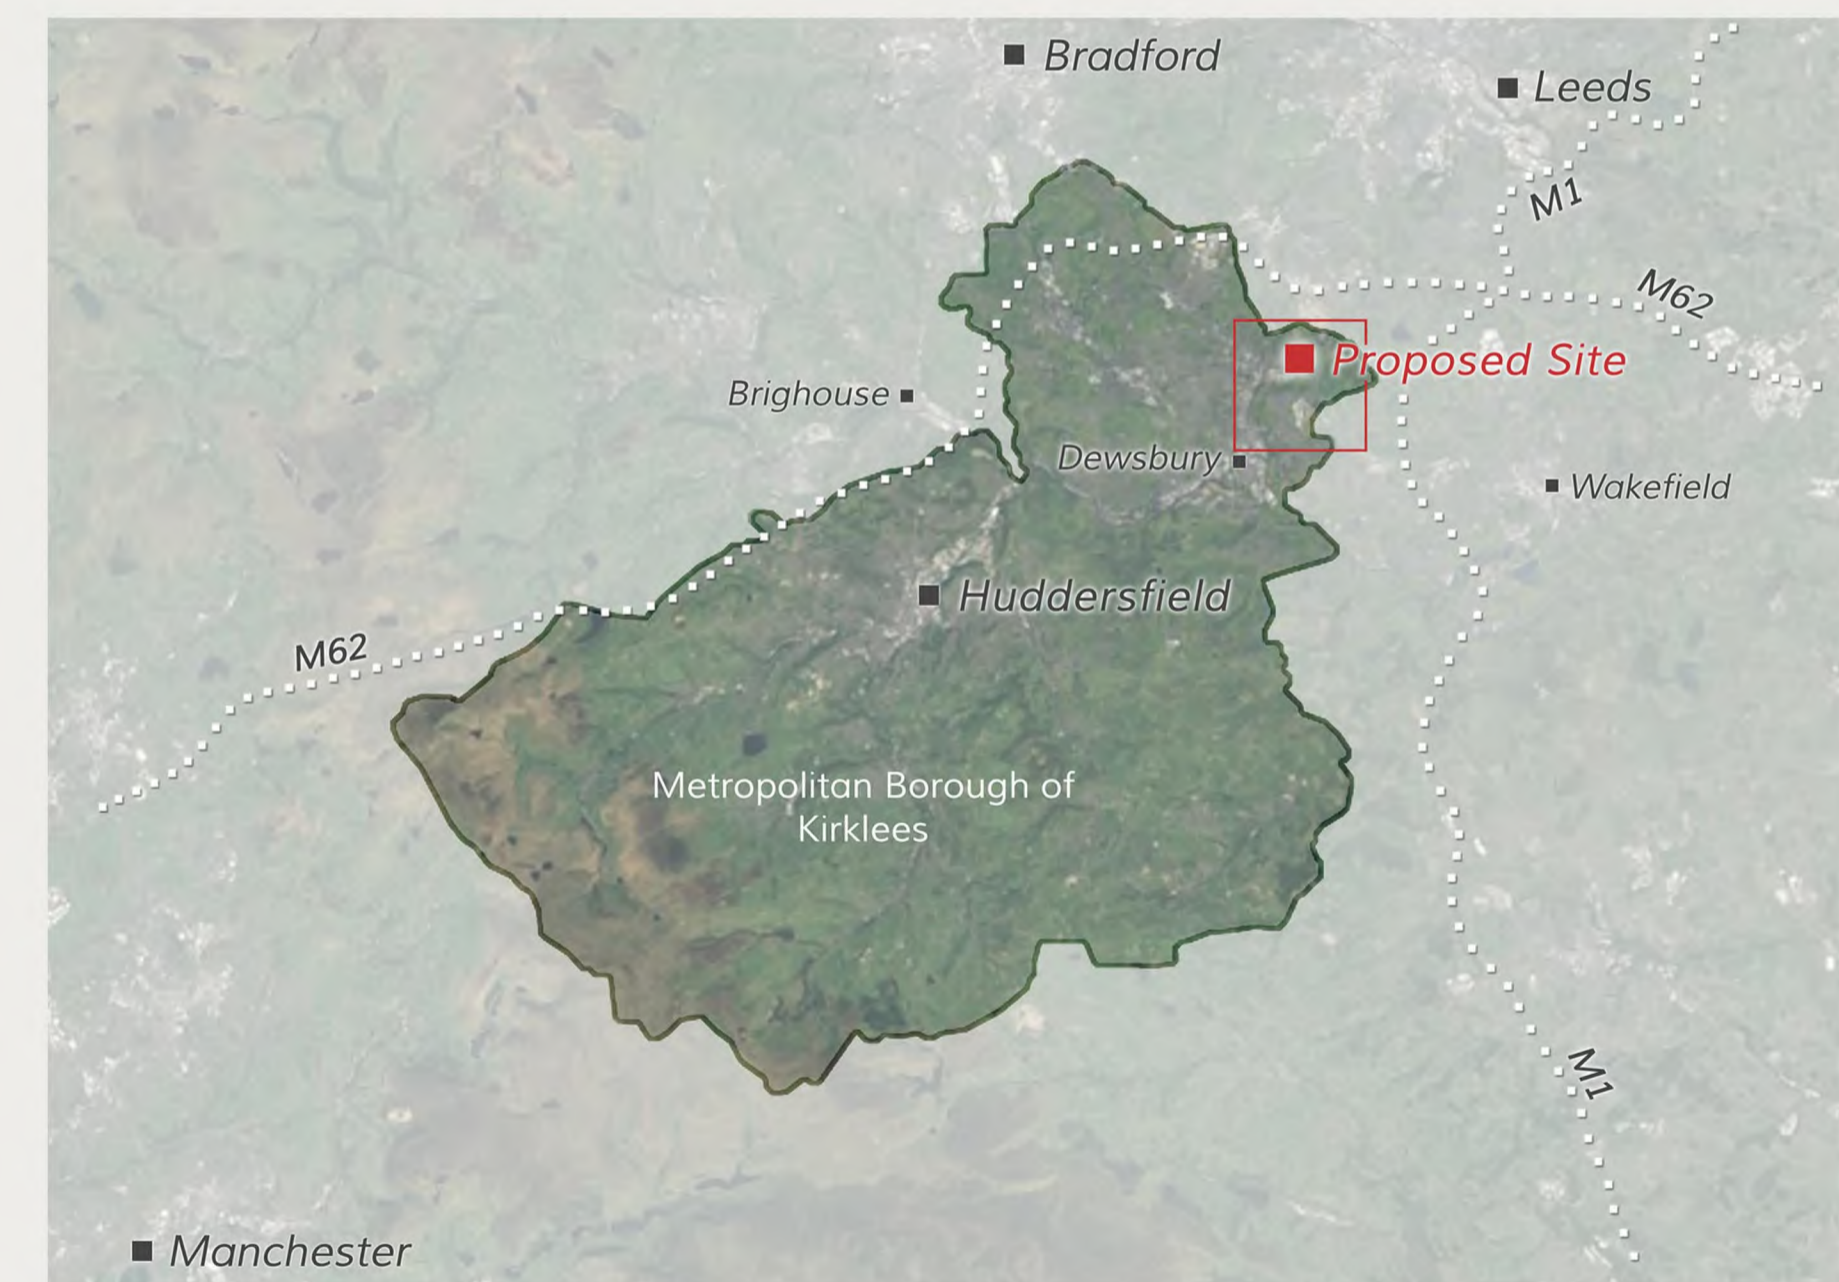 Bradford
Leeds
M1
M62
Proposed Site
Brighouse
Dewsbury
Wakefield
Huddersfield
M62
Metropolitan Borough of
Kirklees
M1
Manchester